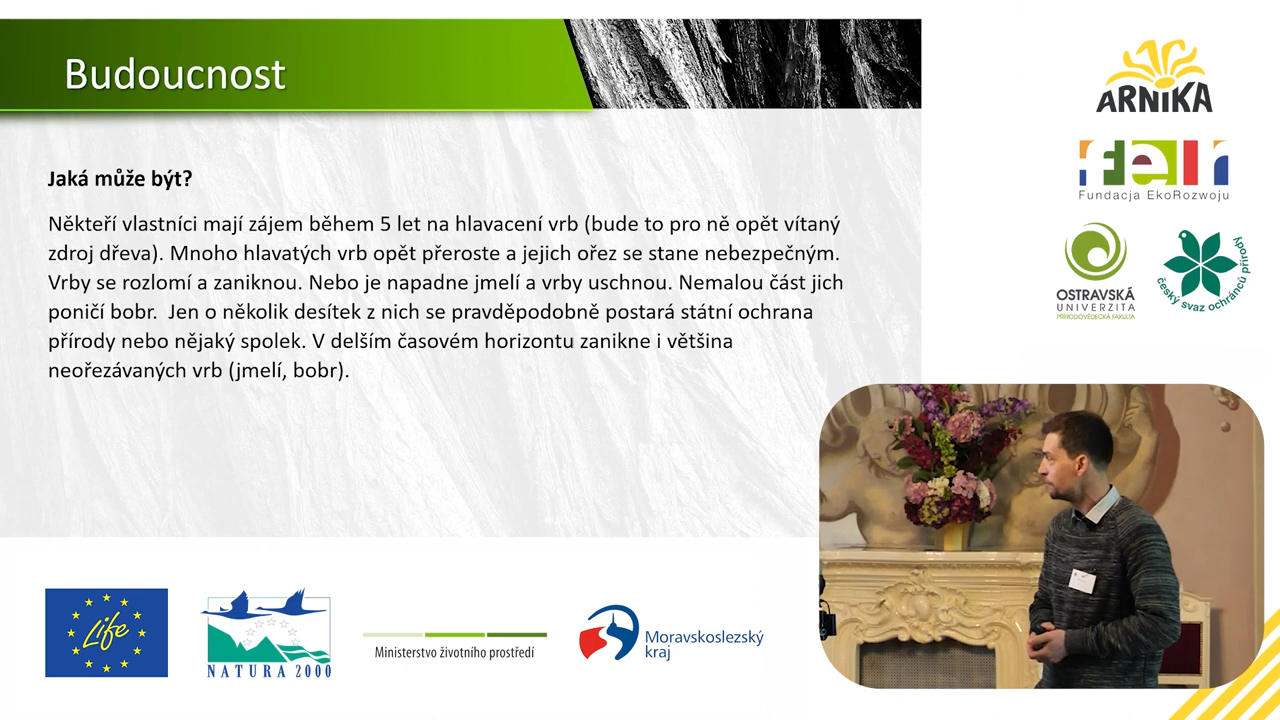 Budoucnost
Jaká může být?
Někteří vlastníci mají zájem během 5 let na hlavacení vrb (bude to pro ně opět vítaný
zdroj dřeva). Mnoho hlavatých vrb opět přeroste a jejich ořez se stane nebezpečným.
Vrby se rozlomí a zaniknou. Nebo je napadne jmelí a vrby uschnou. Nemalou část jich
poničí bobr.  Jen o několik desítek z nich se pravděpodobně postará státní ochrana
přírody nebo nějaký spolek. V delším časovém horizontu zanikne i většina
neořezávaných vrb (jmelí, bobr).
ARNIKA
feri
Fundacja EkoRozwoju
OSTRAVSKÁ
UNIVERZITA
PŘÍRODOVĚDECKÁ FAKULTA
český svaz ochránců přírody
Life
NATURA 2000
Ministerstvo životního prostředí
Moravskoslezský
kraj